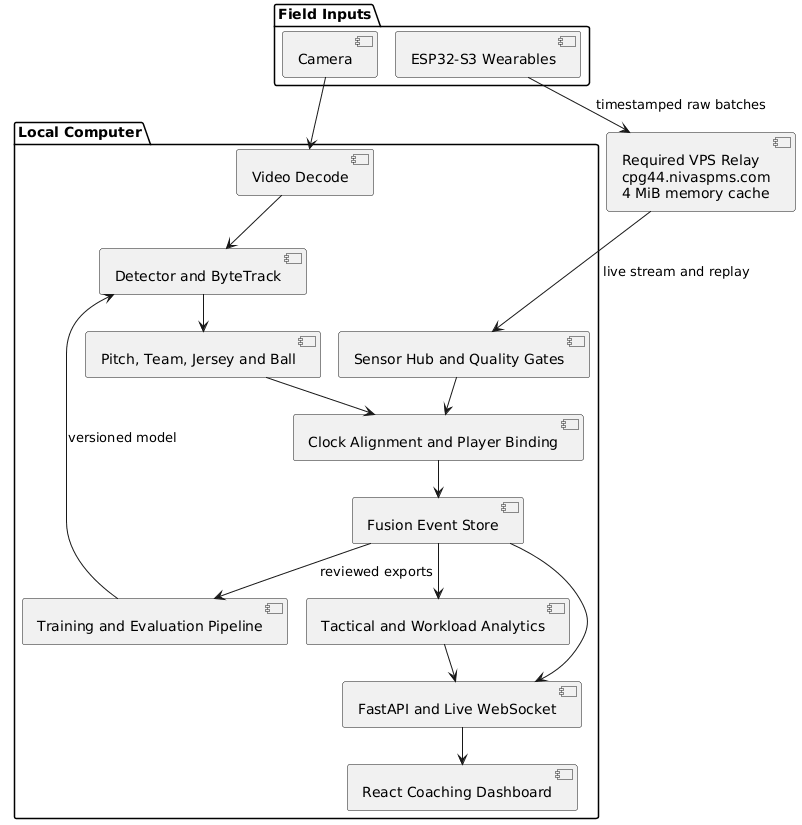 Field Inputs
Camera
ESP32-S3 Wearables
timestamped raw batches
Local Computer
Required VPS Relay
cpg44.nivaspms.com
4 MiB memory cache
Video Decode
Detector and ByteTrack
live stream and replay
Pitch, Team, Jersey and Ball
Sensor Hub and Quality Gates
versioned model
Clock Alignment and Player Binding
Fusion Event Store
reviewed exports
Training and Evaluation Pipeline
Tactical and Workload Analytics
FastAPI and Live WebSocket
React Coaching Dashboard